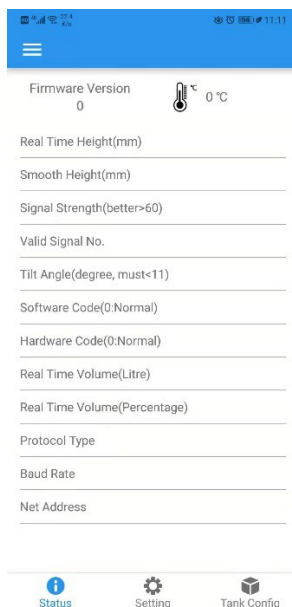 11:11
Firmware Version
0
°C
0 °C
Real Time Height(mm)
Smooth Height(mm)
Signal Strength(better>60)
Valid Signal No.
Tilt Angle(degree, must<11)
Software Code(0:Normal)
Hardware Code(0:Normal)
Real Time Volume(Litre)
Real Time Volume(Percentage)
Protocol Type
Baud Rate
Net Address
Status
Setting
Tank Config